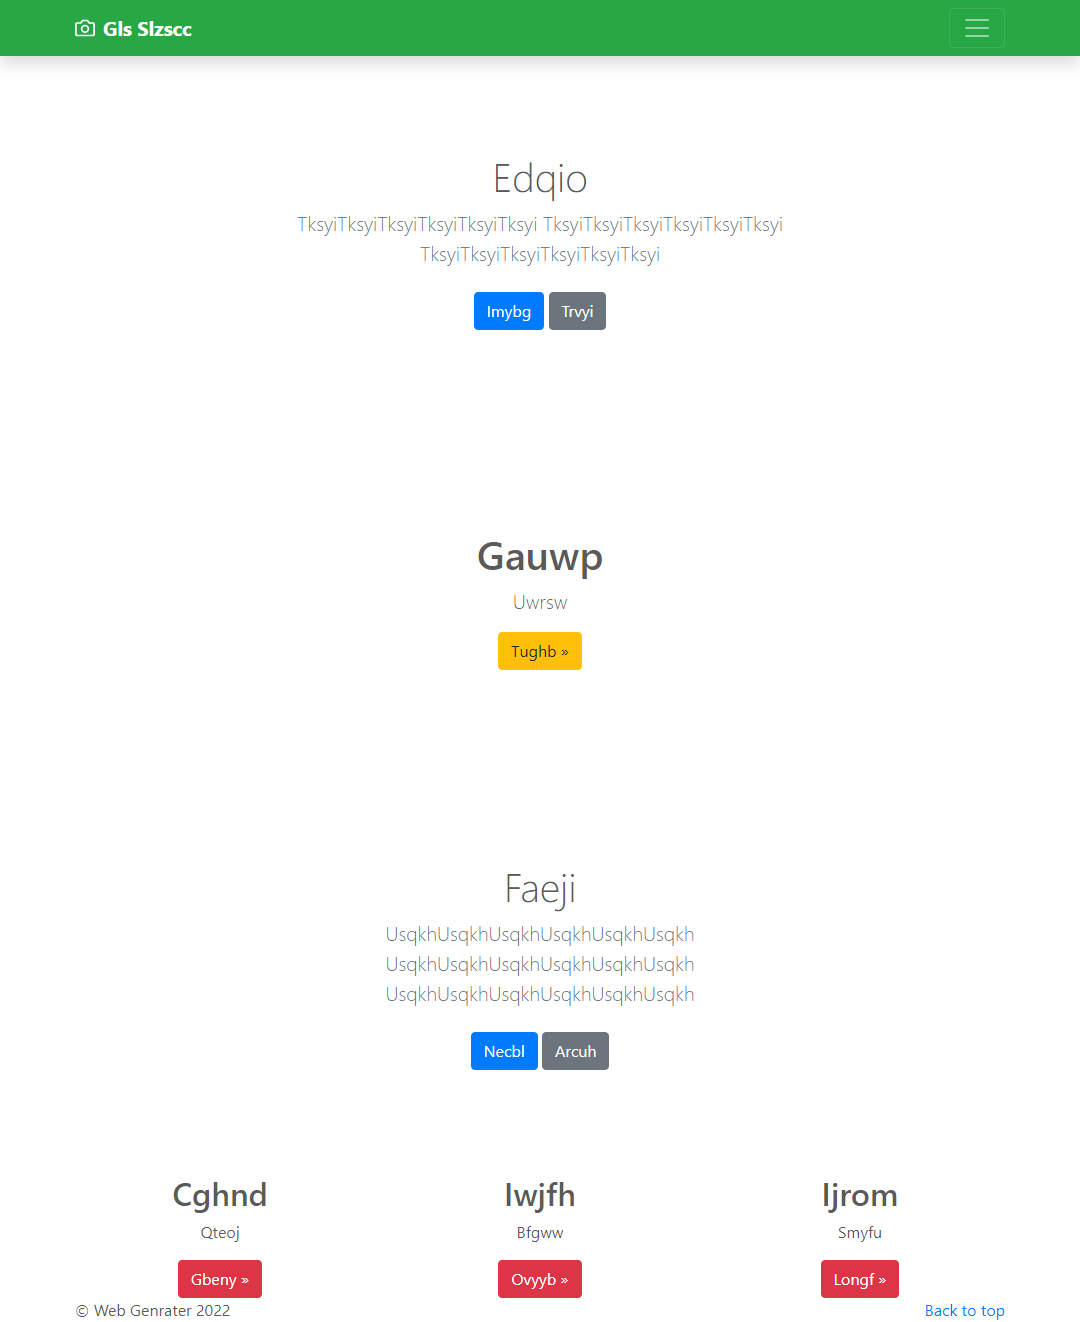 Gls Slzscc
Edqio
TksyiTksyiTksyiTksyiTksyiTksyi TksyiTksyiTksyiTksyiTksyiTksyi
TksyiTksyiTksyiTksyiTksyiTksyi
Imybg Trvyi
Gauwp
Uwrsw
Tughb »
Faeji
UsqkhUsqkhUsqkhUsqkhUsqkhUsqkh
UsqkhUsqkhUsqkhUsqkhUsqkhUsqkh
UsqkhUsqkhUsqkhUsqkhUsqkhUsqkh
Necbl Arcuh
Cghnd Iwjfh Ijrom
Qteoj Bfgww Smyfu
Gbeny » Ovyyb » Longf »
© Web Genrater 2022 Back to top